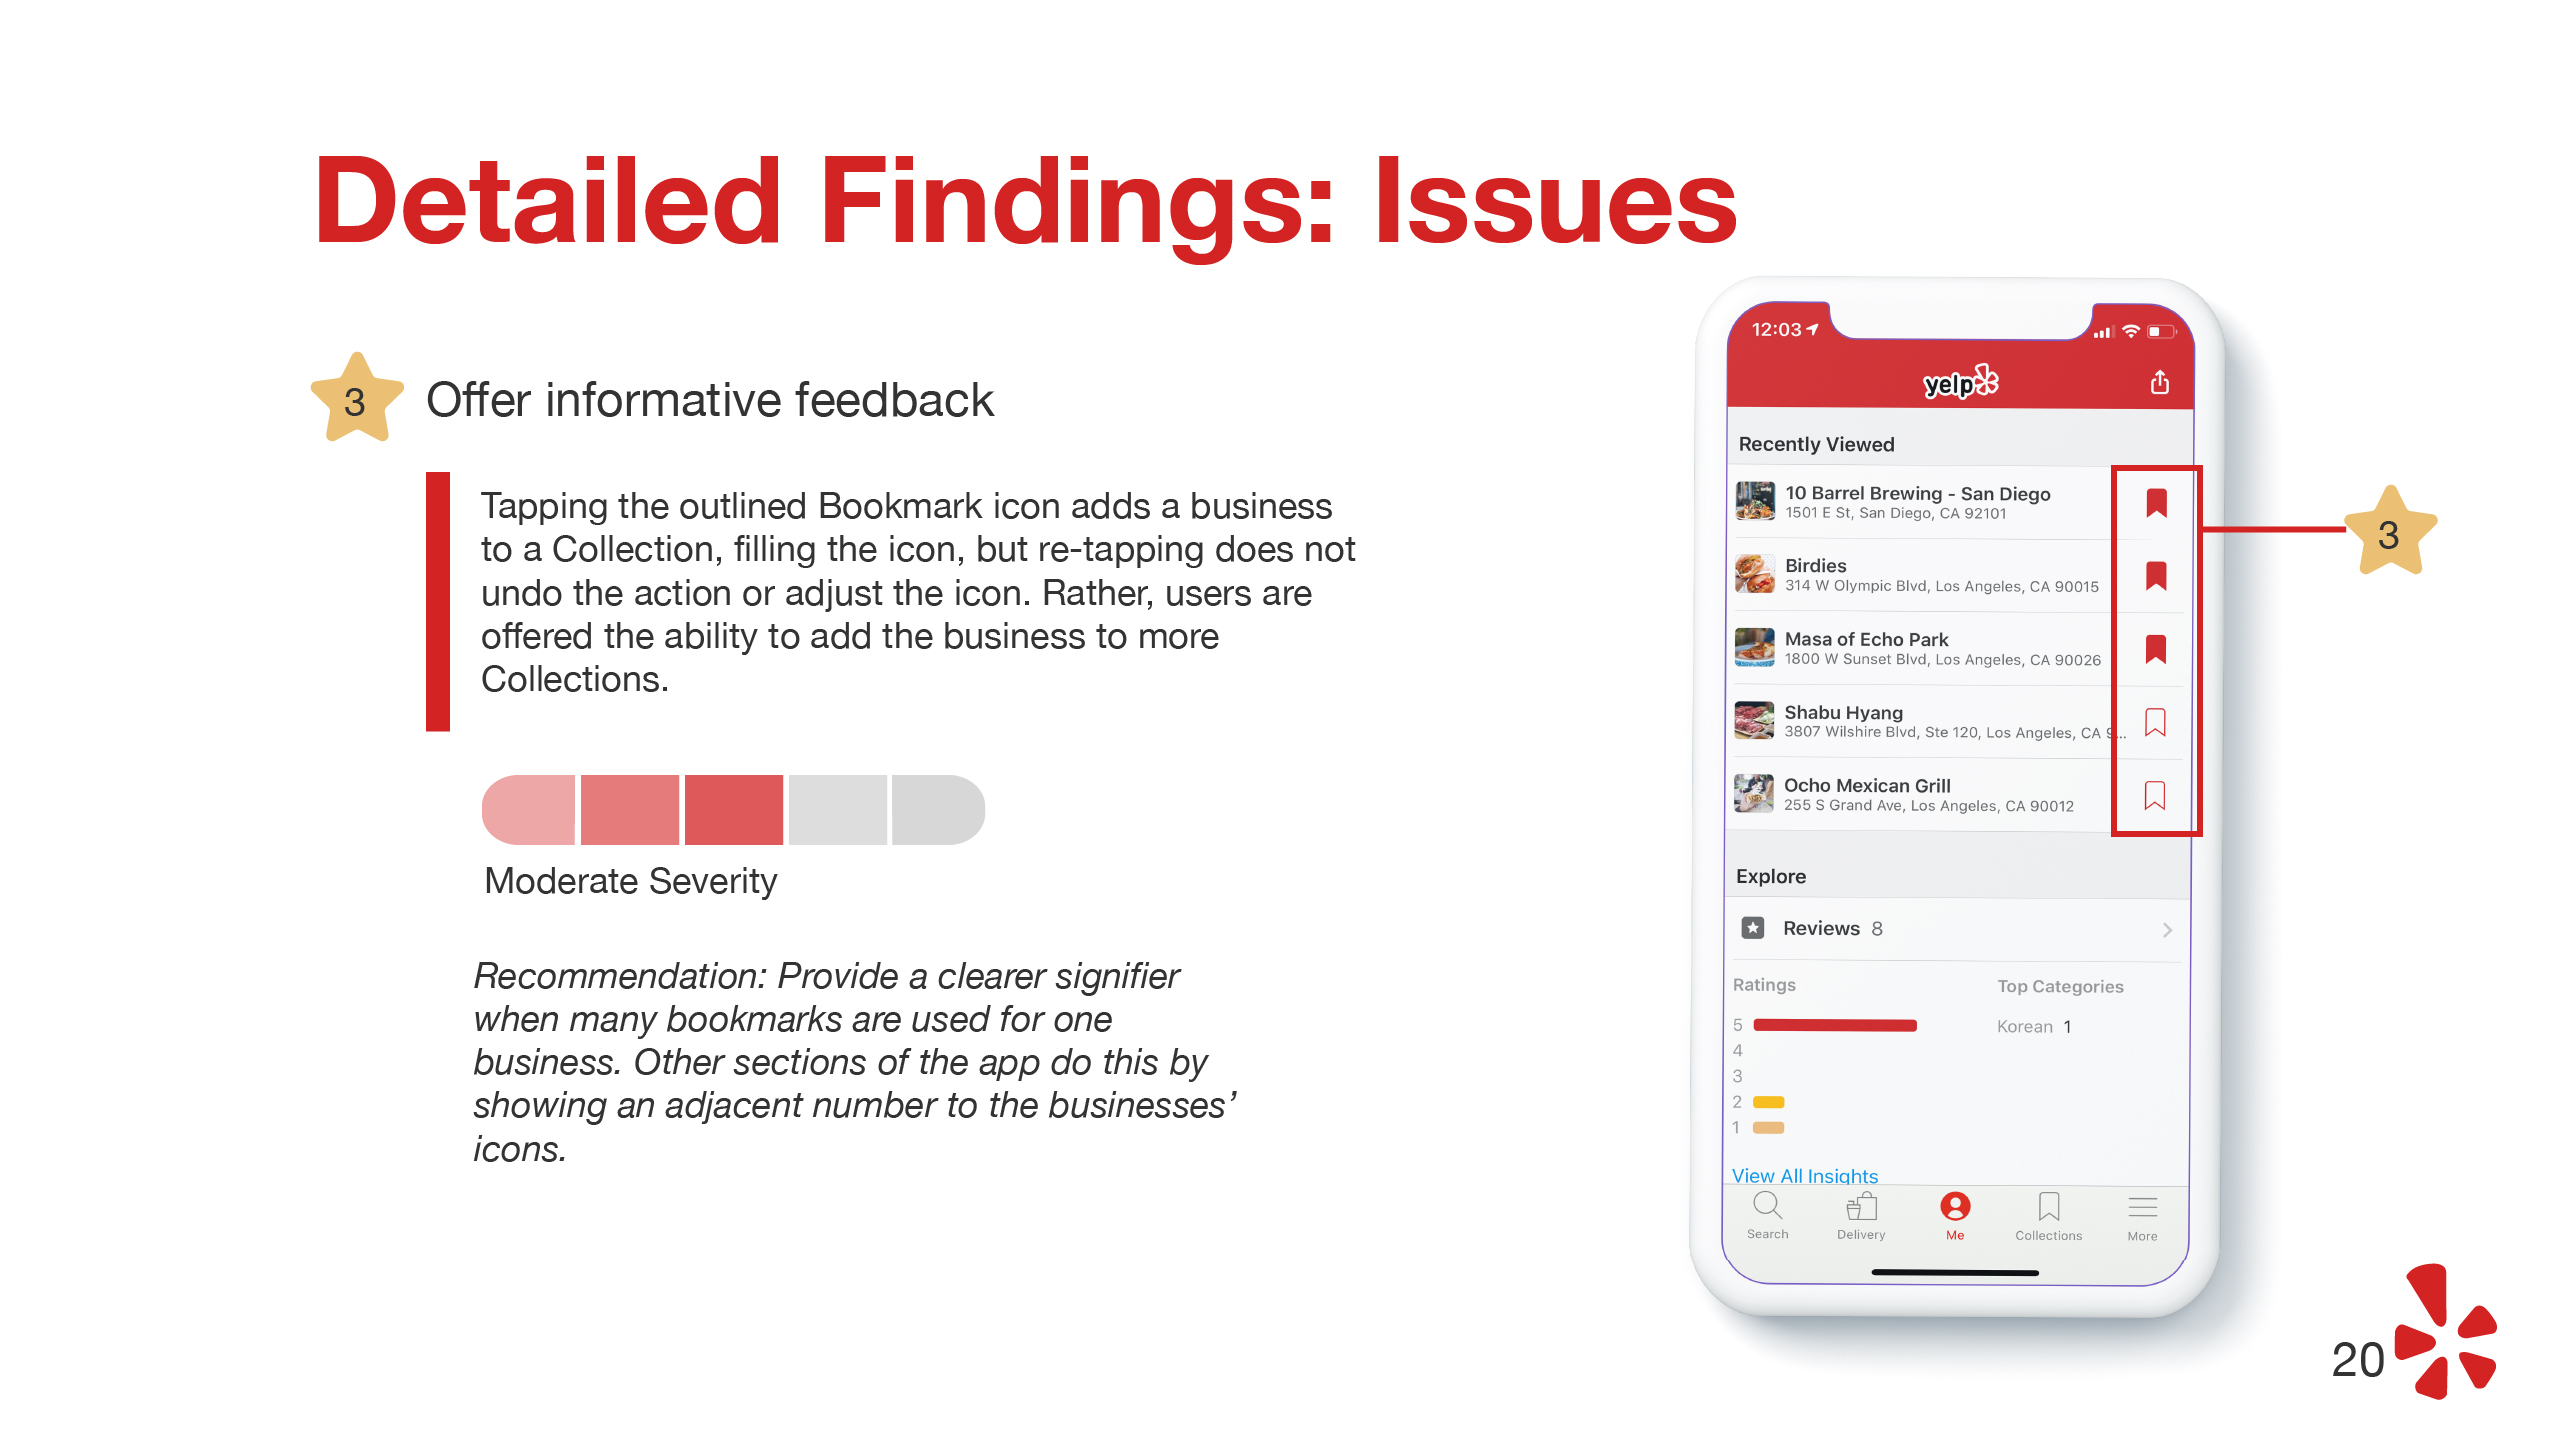 Detailed Findings: Issues
3
Offer informative feedback
Tapping the outlined Bookmark icon adds a business
to a Collection, filling the icon, but re-tapping does not
undo the action or adjust the icon. Rather, users are
offered the ability to add the business to more
Collections.
Moderate Severity
Recommendation: Provide a clearer signifier
when many bookmarks are used for one
business. Other sections of the app do this by
showing an adjacent number to the businesses’
icons.
12:03
yelp
Recently Viewed
10 Barrel Brewing - San Diego
1501 E St, San Diego, CA 92101
Birdies
314 W Olympic Blvd, Los Angeles, CA 90015
Masa of Echo Park
1800 W Sunset Blvd, Los Angeles, CA 90026
Shabu Hyang
3807 Wilshire Blvd, Ste 120, Los Angeles, CA 9...
Ocho Mexican Grill
255 S Grand Ave, Los Angeles, CA 90012
3
Explore
Reviews 8
Ratings
Top Categories
5
Korean 1
4
3
2
1
View All Insights
Search
Delivery
Me
Collections
More
20